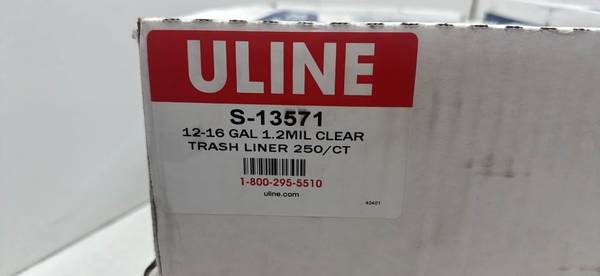 ULINE
S-13571
12-16 GAL 1.2MIL CLEAR
TRASH LINER 250/CT
1-800-295-5510
uline.com